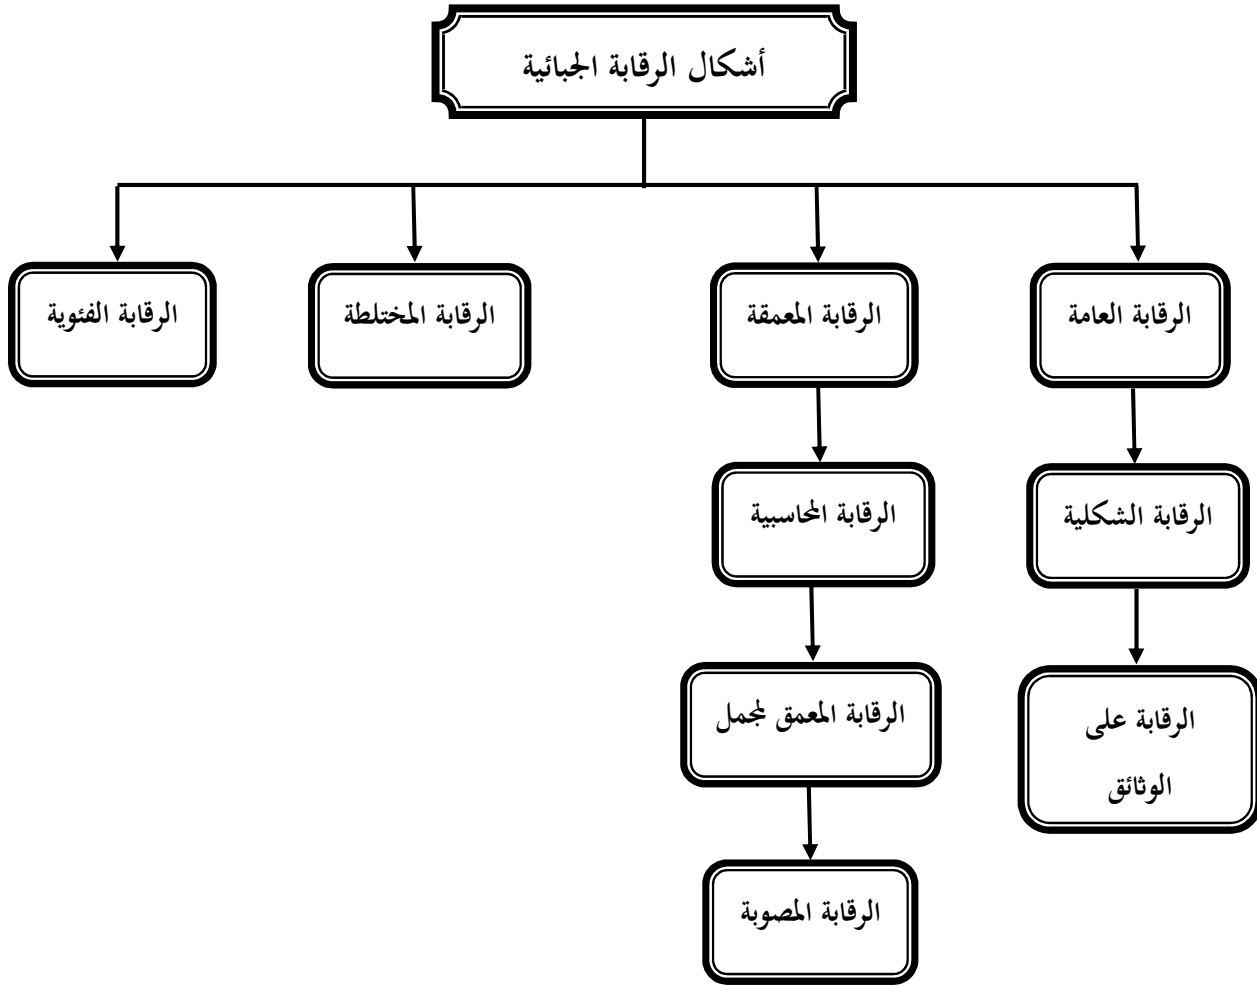 أشكال الرقابة الجبائية
الرقابة العامة
الرقابة المعمقة
الرقابة المختلطة
الرقابة الفئوية
الرقابة الشكلية
الرقابة المحاسبية
الرقابة على
الوثائق
الرقابة المعمق لمجمل
الرقابة المصوبة